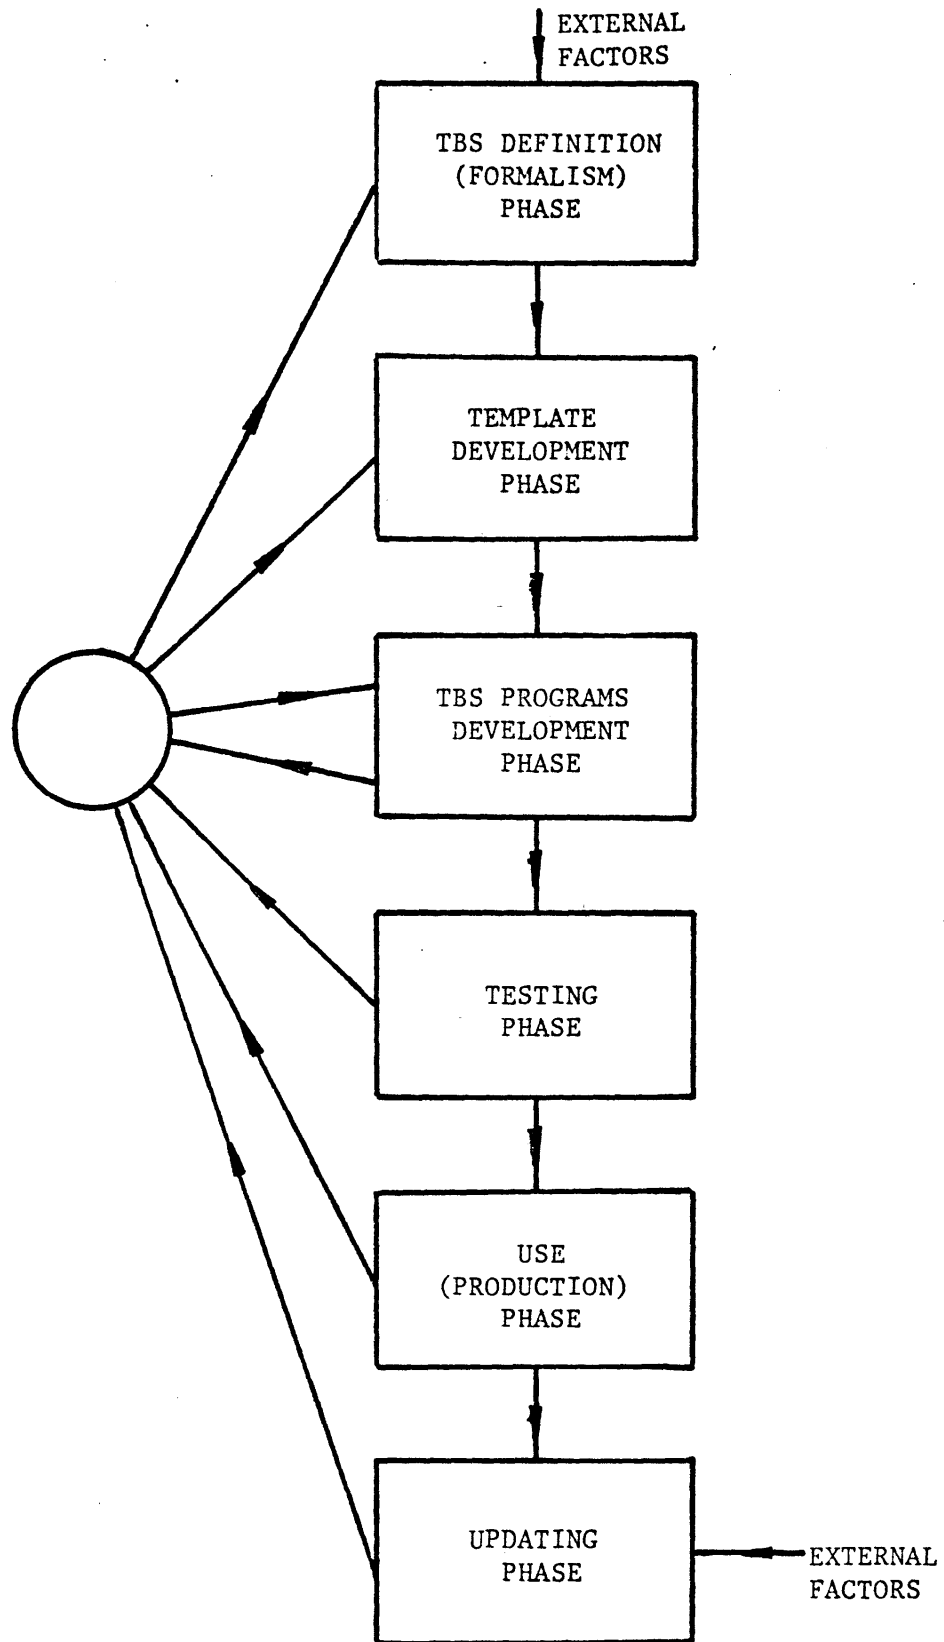 EXTERNAL
FACTORS
TBS DEFINITION
(FORMALISM)
PHASE
TEMPLATE
DEVELOPMENT
PHASE
TBS PROGRAMS
DEVELOPMENT
PHASE
TESTING
PHASE
USE
(PRODUCTION)
PHASE
UPDATING
PHASE
EXTERNAL
FACTORS